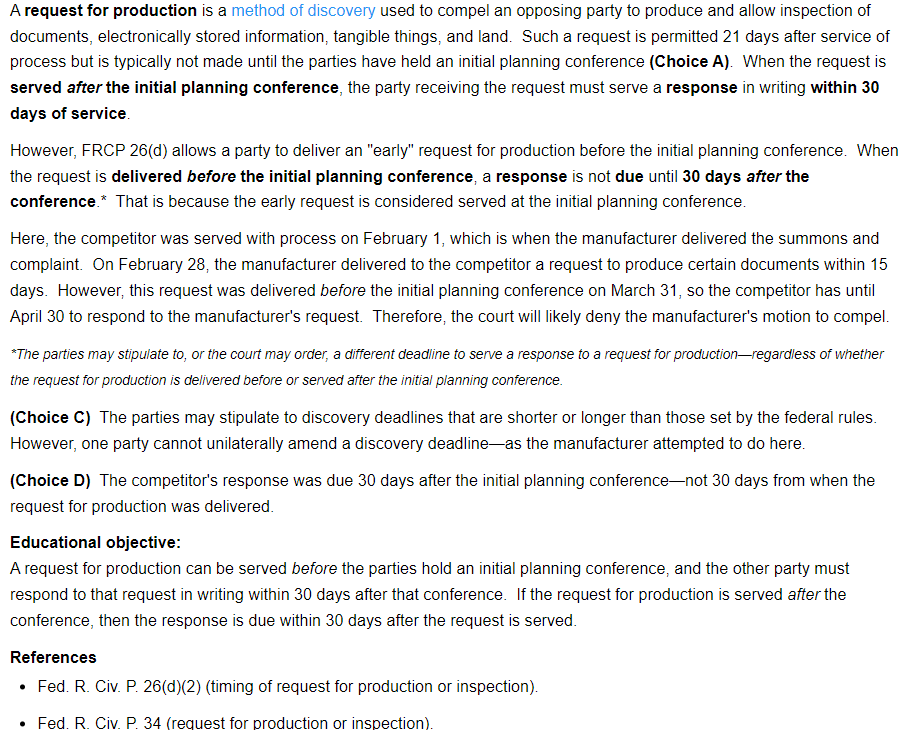 A request for production is a method of discovery used to compel an opposing party to produce and allow inspection of
documents, electronically stored information, tangible things, and land.  Such a request is permitted 21 days after service of
process but is typically not made until the parties have held an initial planning conference (Choice A).  When the request is
served after the initial planning conference, the party receiving the request must serve a response in writing within 30
days of service.
However, FRCP 26(d) allows a party to deliver an "early" request for production before the initial planning conference.  When
the request is delivered before the initial planning conference, a response is not due until 30 days after the
conference.*  That is because the early request is considered served at the initial planning conference.
Here, the competitor was served with process on February 1, which is when the manufacturer delivered the summons and
complaint.  On February 28, the manufacturer delivered to the competitor a request to produce certain documents within 15
days.  However, this request was delivered before the initial planning conference on March 31, so the competitor has until
April 30 to respond to the manufacturer's request.  Therefore, the court will likely deny the manufacturer's motion to compel.
*The parties may stipulate to, or the court may order, a different deadline to serve a response to a request for production—regardless of whether
the request for production is delivered before or served after the initial planning conference.
(Choice C)  The parties may stipulate to discovery deadlines that are shorter or longer than those set by the federal rules.
However, one party cannot unilaterally amend a discovery deadline—as the manufacturer attempted to do here.
(Choice D)  The competitor's response was due 30 days after the initial planning conference—not 30 days from when the
request for production was delivered.
Educational objective:
A request for production can be served before the parties hold an initial planning conference, and the other party must
respond to that request in writing within 30 days after that conference.  If the request for production is served after the
conference, then the response is due within 30 days after the request is served.
References
• Fed. R. Civ. P. 26(d)(2) (timing of request for production or inspection).
• Fed. R. Civ. P. 34 (request for production or inspection).